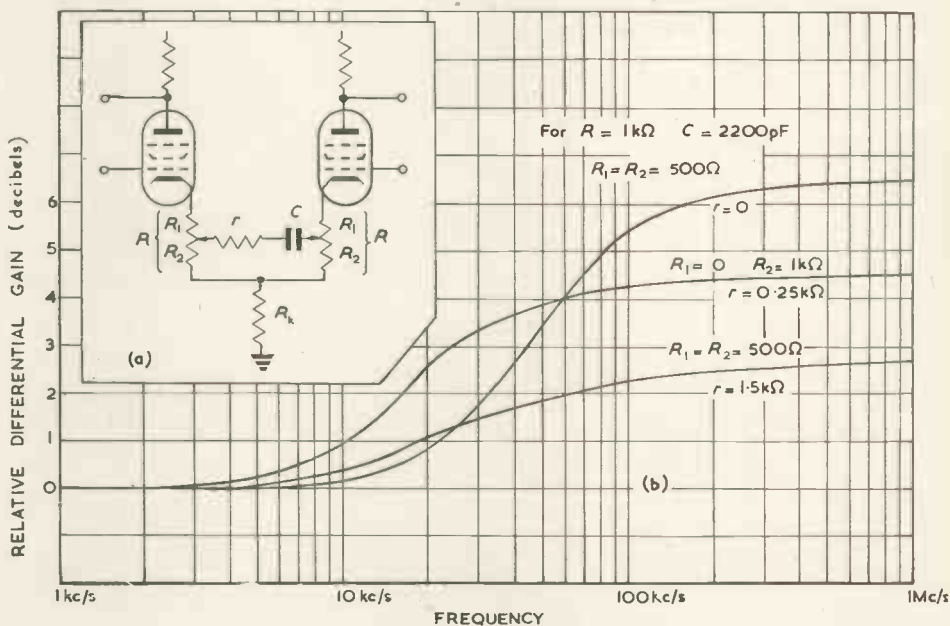 For R = 1kΩ C = 2200pF
R₁ = R₂ = 500Ω
r = 0
R₁ = 0 R₂ = 1kΩ
r = 0·25kΩ
R₁ = R₂ = 500Ω
r = 1·5kΩ
R { R₁ r C R₁ } R
R₂ R₂
Rₖ
(a)
(b)
RELATIVE DIFFERENTIAL GAIN (decibels)
6
5
4
3
2
1
0
1kc/s 10kc/s 100kc/s 1Mc/s
FREQUENCY